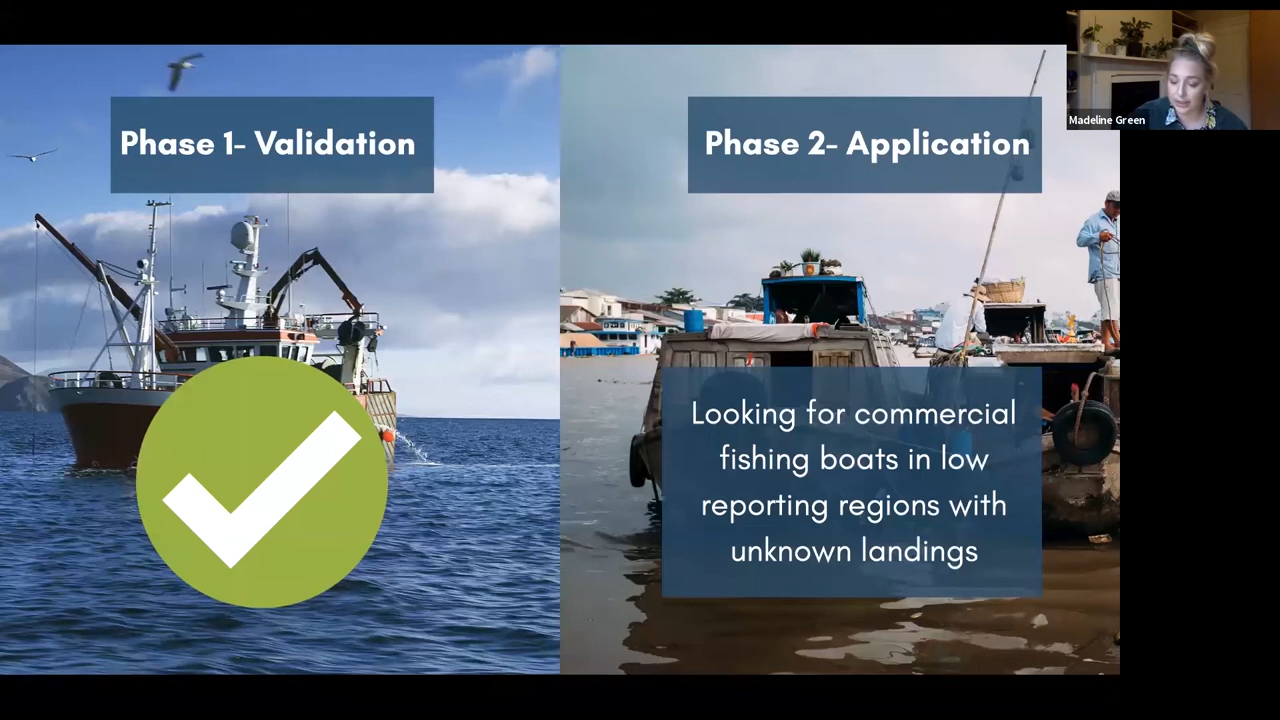 Phase 1- Validation
Phase 2- Application
Looking for commercial
fishing boats in low
reporting regions with
unknown landings
Madeline Green